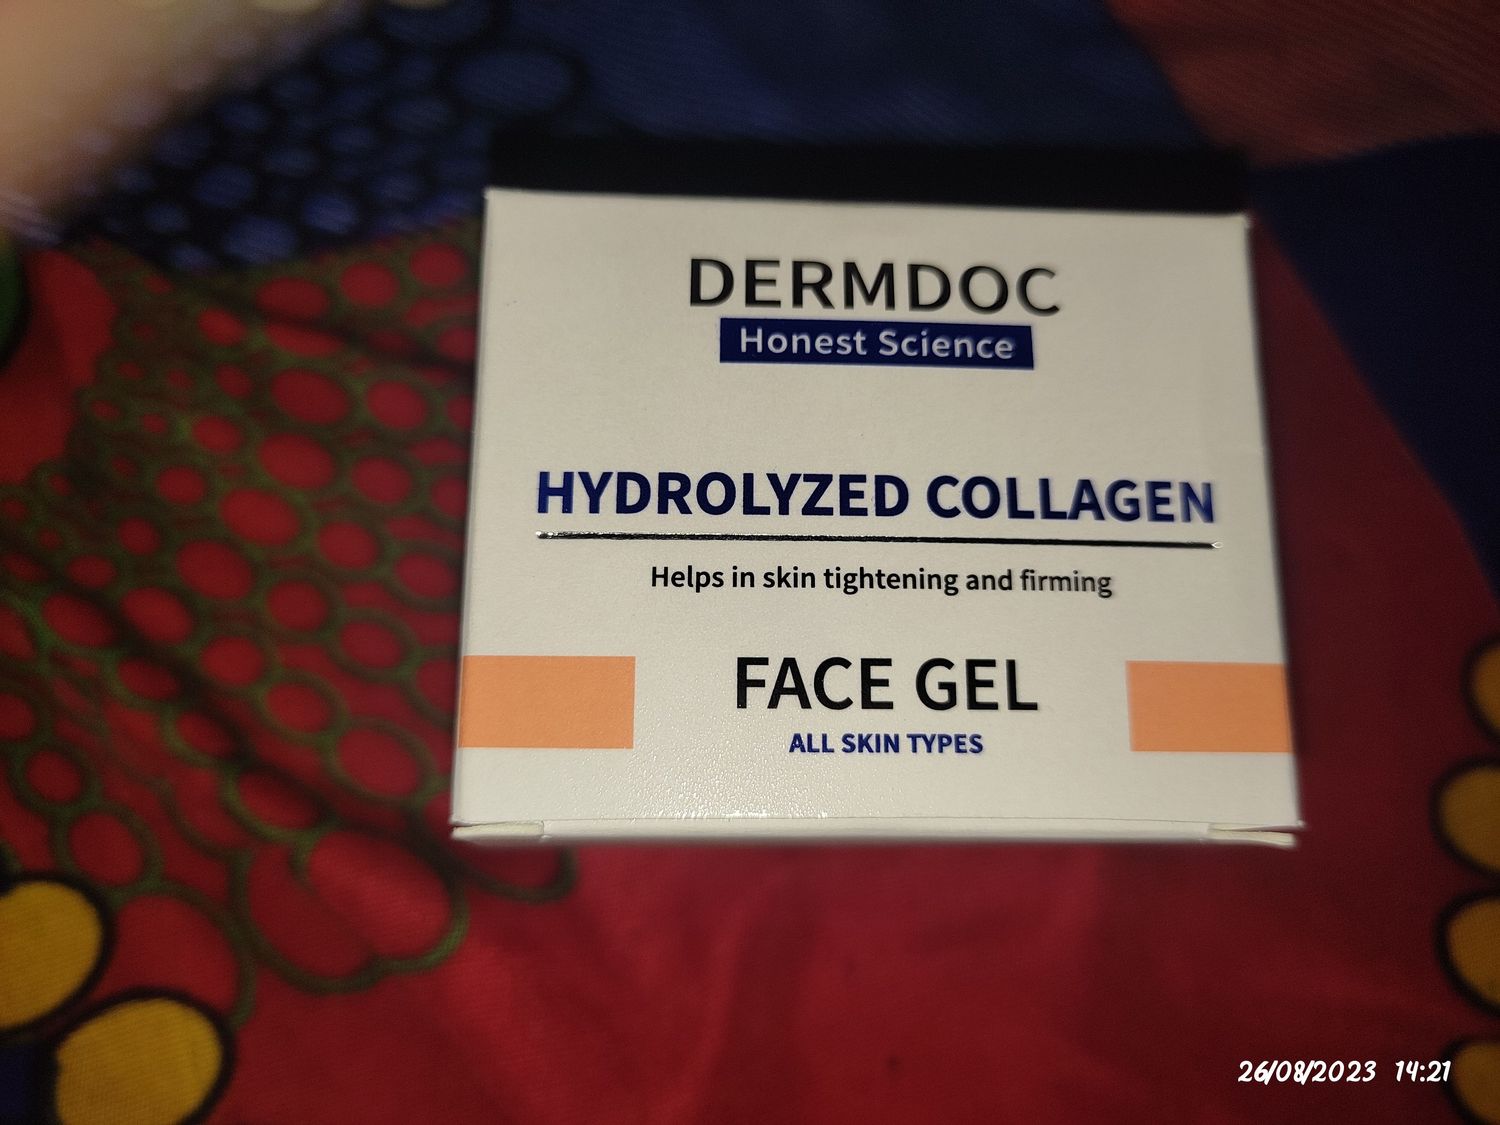 DERMDOC
Honest Science
HYDROLYZED COLLAGEN
Helps in skin tightening and firming
FACE GEL
ALL SKIN TYPES
26/08/2023 14:21